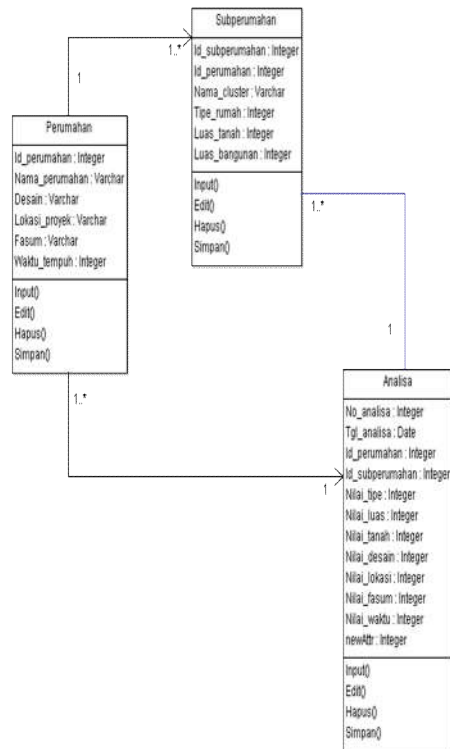 Subperumahan
Id_subperumahan : Integer
Id_perumahan : Integer
Nama_cluster : Varchar
Tipe_rumah : Integer
Luas_tanah : Integer
Luas_bangunan : Integer
Input()
Edit()
Hapus()
Simpan()
1..*
1
1..*
1
Perumahan
Id_perumahan : Integer
Nama_perumahan : Varchar
Desain : Varchar
Lokasi_proyek : Varchar
Fasum : Varchar
Waktu_tempuh : Integer
Input()
Edit()
Hapus()
Simpan()
1..*
1
Analisa
No_analisa : Integer
Tgl_analisa : Date
Id_perumahan : Integer
Id_subperumahan : Integer
Nilai_tipe : Integer
Nilai_luas : Integer
Nilai_tanah : Integer
Nilai_desain : Integer
Nilai_lokasi : Integer
Nilai_fasum : Integer
Nilai_waktu : Integer
newAttr : Integer
Input()
Edit()
Hapus()
Simpan()